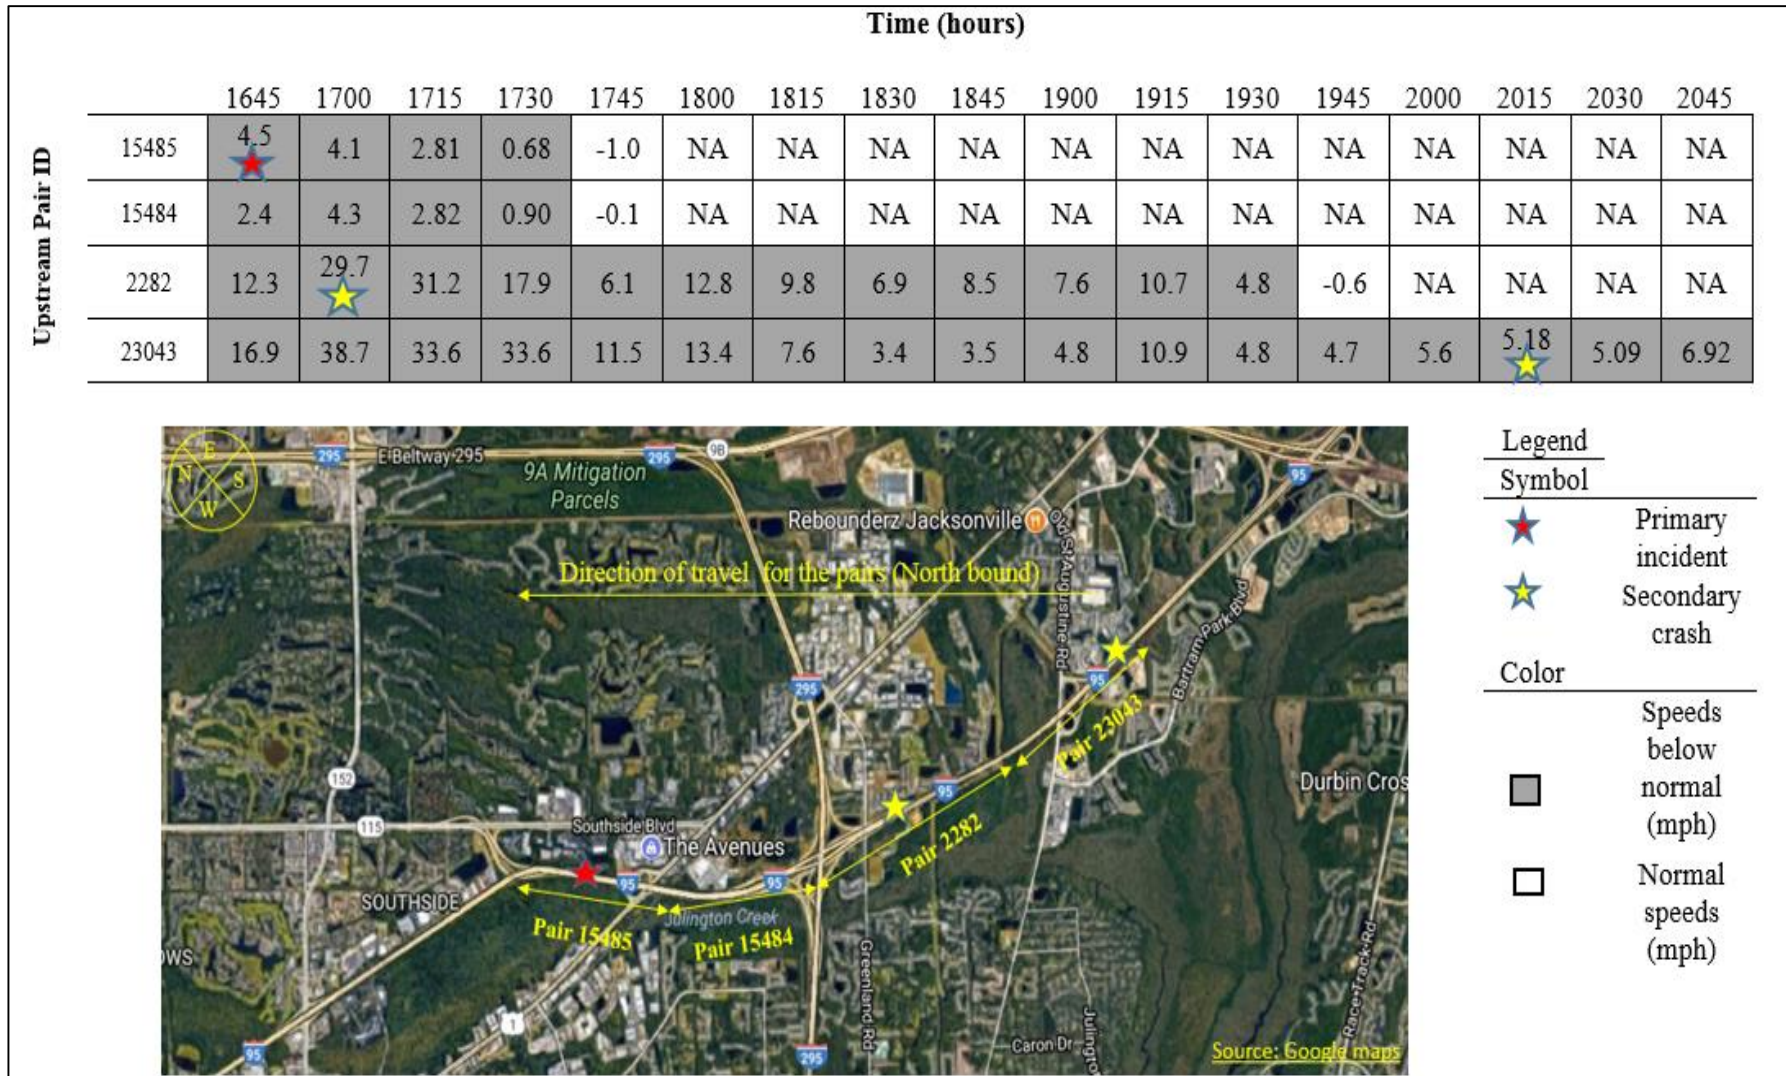 Time (hours)
1645 1700 1715 1730 1745 1800 1815 1830 1845 1900 1915 1930 1945 2000 2015 2030 2045
Upstream Pair ID
15485 4.5 4.1 2.81 0.68 -1.0 NA NA NA NA NA NA NA NA NA NA NA NA
15484 2.4 4.3 2.82 0.90 -0.1 NA NA NA NA NA NA NA NA NA NA NA NA
2282 12.3 29.7 31.2 17.9 6.1 12.8 9.8 6.9 8.5 7.6 10.7 4.8 -0.6 NA NA NA NA
23043 16.9 38.7 33.6 33.6 11.5 13.4 7.6 3.4 3.5 4.8 10.9 4.8 4.7 5.6 5.18 5.09 6.92
E
N S
W
295
E Beltway 295
295
9B
95
9A Mitigation
Parcels
Rebounderz Jacksonville
Old St Augustine Rd
Direction of travel for the pairs (North bound)
Bartram Park Blvd
295
95
Pair 23043
152
95
Durbin Cros
115
Southside Blvd
The Avenues
Pair 2282
95
95
SOUTHSIDE
Julington Creek
Pair 15485
Pair 15484
OWS
Greenland Rd
Race Track Rd
1
Julingto
Caron Dr
95
295
Source: Google maps
Legend
Symbol
Primary
incident
Secondary
crash
Color
Speeds
below
normal
(mph)
Normal
speeds
(mph)